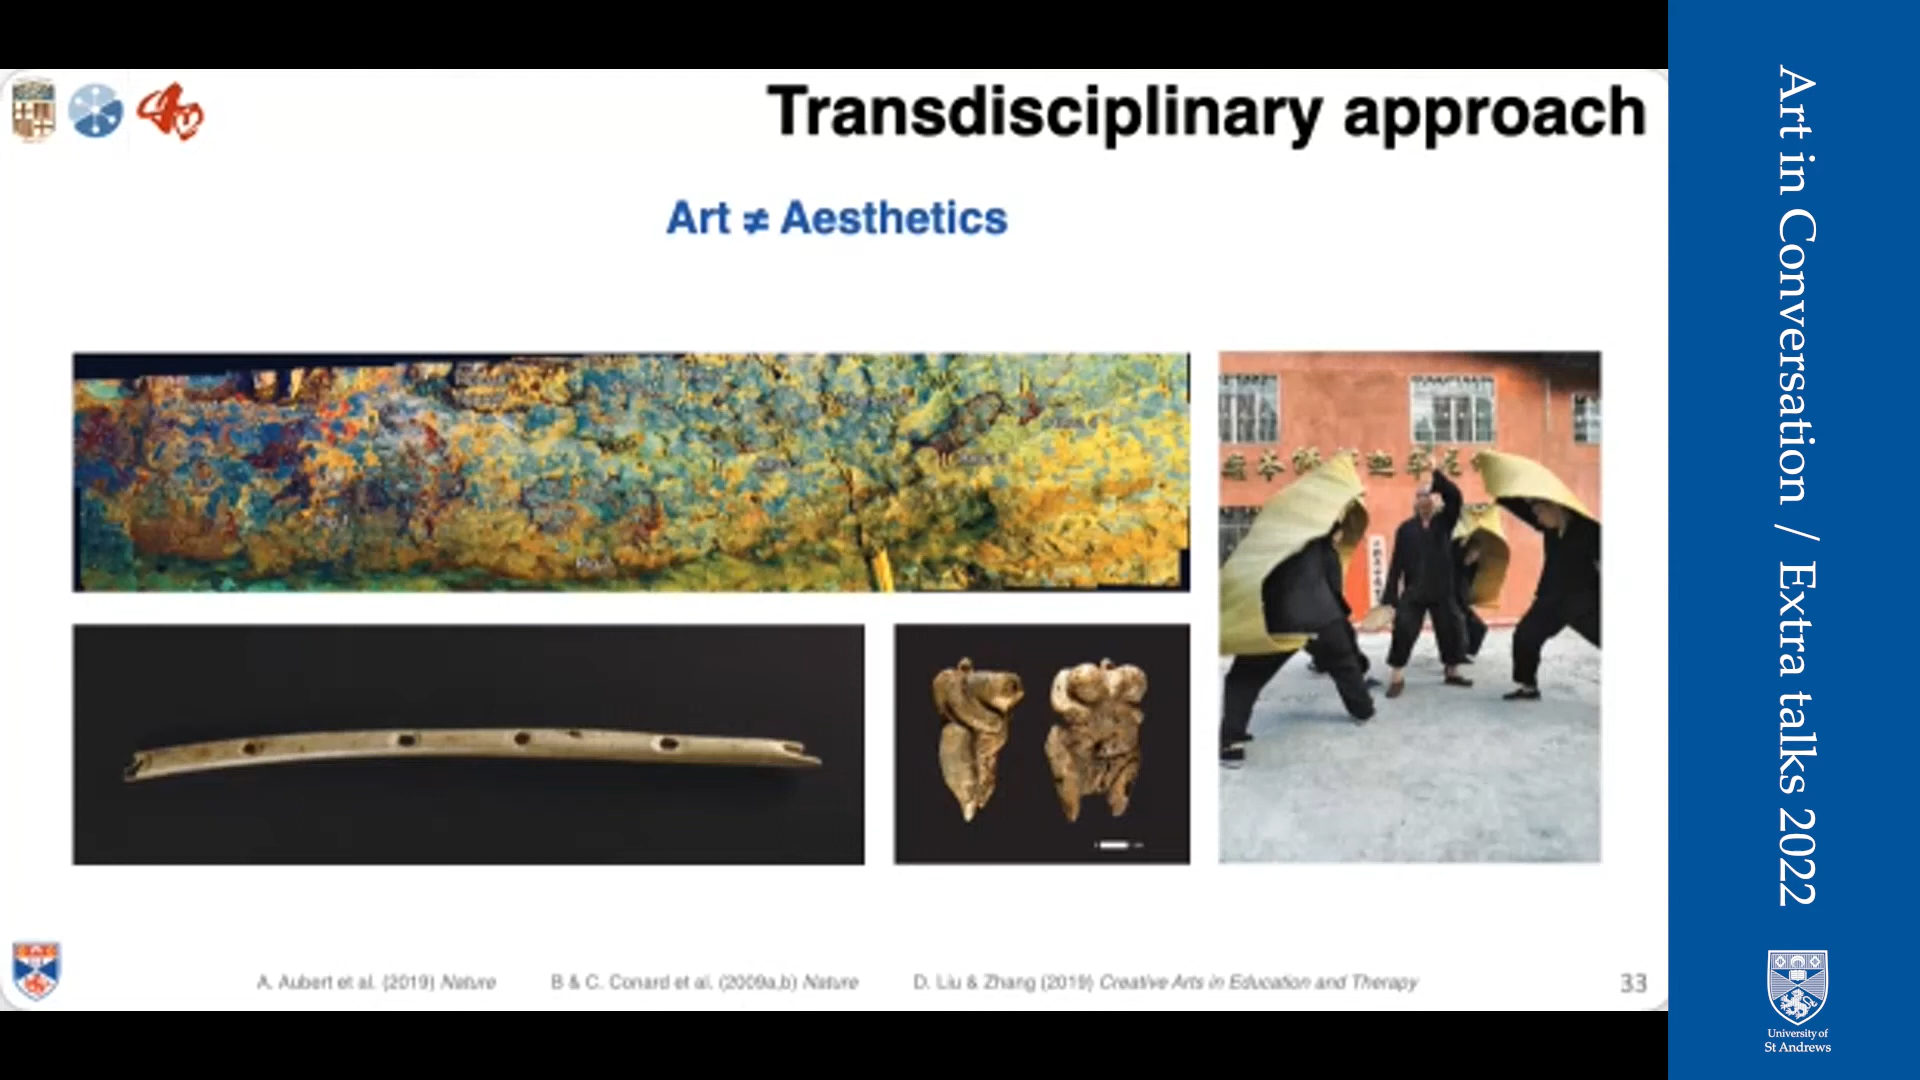 Transdisciplinary approach
Art ≠ Aesthetics
A. Aubert et al. (2019) Nature
B & C. Conard et al. (2009a,b) Nature
D. Liu & Zhang (2019) Creative Arts in Education and Therapy
33
Art in Conversation / Extra talks 2022
University of
St Andrews